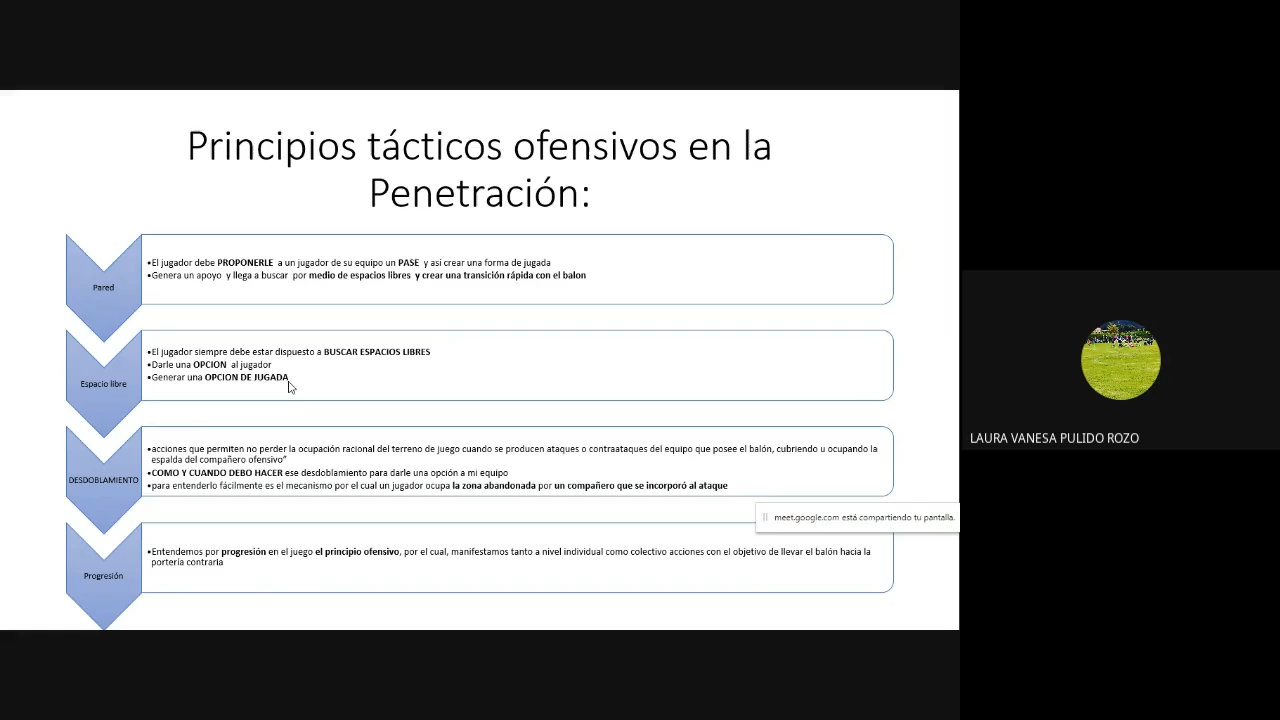 Principios tácticos ofensivos en la
Penetración:
Pared
•El jugador debe PROPONERLE a un jugador de su equipo un PASE y así crear una forma de jugada
•Genera un apoyo y llega a buscar por medio de espacios libres y crear una transición rápida con el balon
Espacio libre
•El jugador siempre debe estar dispuesto a BUSCAR ESPACIOS LIBRES
•Darle una OPCION al jugador
•Generar una OPCION DE JUGADA
DESDOBLAMIENTO
•acciones que permiten no perder la ocupación racional del terreno de juego cuando se producen ataques o contraataques del equipo que posee el balón, cubriendo u ocupando la
espalda del compañero ofensivo”
•COMO Y CUANDO DEBO HACER ese desdoblamiento para darle una opción a mi equipo
•para entenderlo fácilmente es el mecanismo por el cual un jugador ocupa la zona abandonada por un compañero que se incorporó al ataque
meet.google.com está compartiendo tu pantalla.
Progresión
•Entendemos por progresión en el juego el principio ofensivo, por el cual, manifestamos tanto a nivel individual como colectivo acciones con el objetivo de llevar el balón hacia la
portería contraria
LAURA VANESA PULIDO ROZO